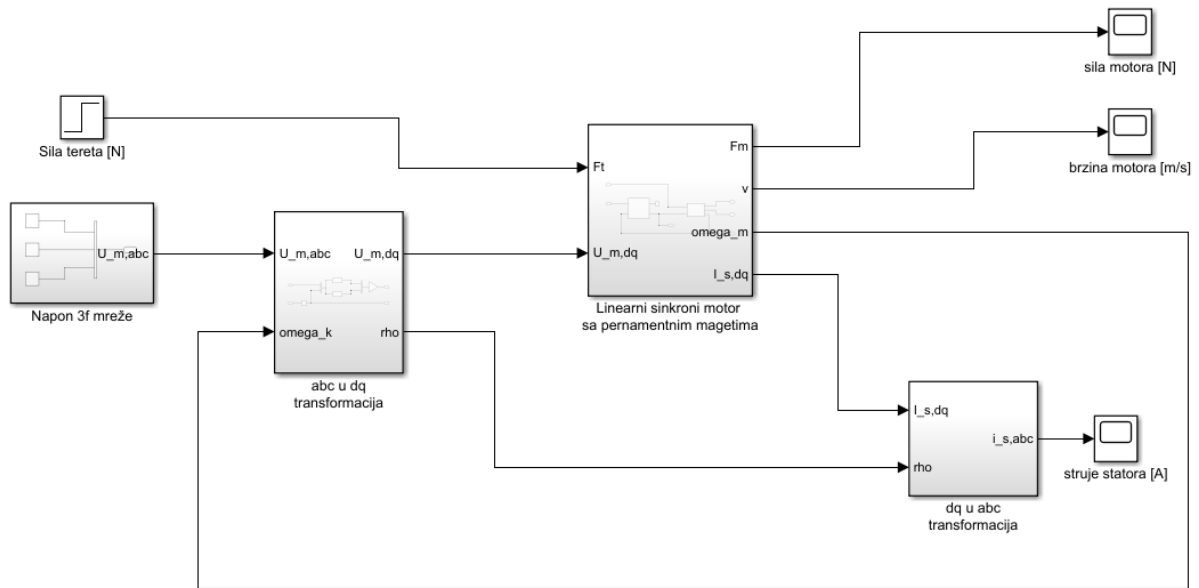 sila motora [N]
Sila tereta [N]
brzina motora [m/s]
Ft
Fm
v
omega_m
U_m,dq
I_s,dq
Linearni sinkroni motor
sa pernamentnim magetima
U_m,abc
Napon 3f mreže
U_m,abc
U_m,dq
omega_k
rho
abc u dq
transformacija
I_s,dq
i_s,abc
rho
dq u abc
transformacija
struje statora [A]